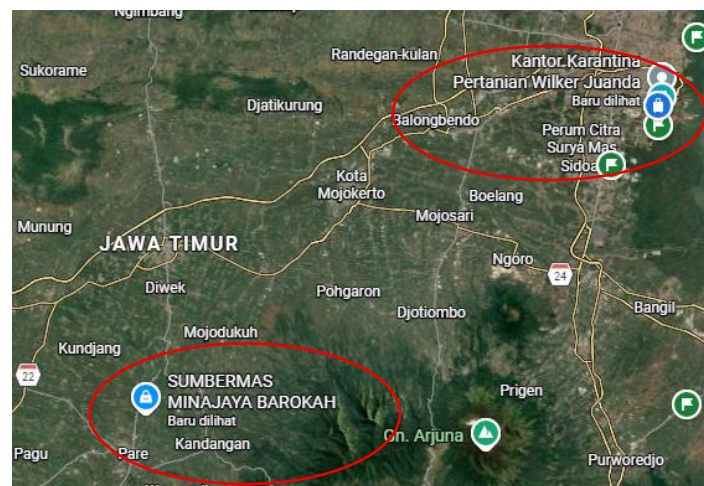 Ngimbang
Randegan-kulan
Sukorame
Kantor Karantina
Pertanian Wilker Juanda
Baru dilihat
Djatikurung
Balongbendo
Perum Citra
Surya Mas
Sidoa
Kota
Mojokerto
Boelang
Mojosari
Munung
JAWA TIMUR
Ngoro
24
Diwek
Pohgaron
Djotiombo
Bangil
Mojodukuh
Kundjang
22
SUMBERMAS
MINAJAYA BAROKAH
Baru dilihat
Prigen
Kandangan
Gn. Arjuna
Pagu
Pare
Purworedjo